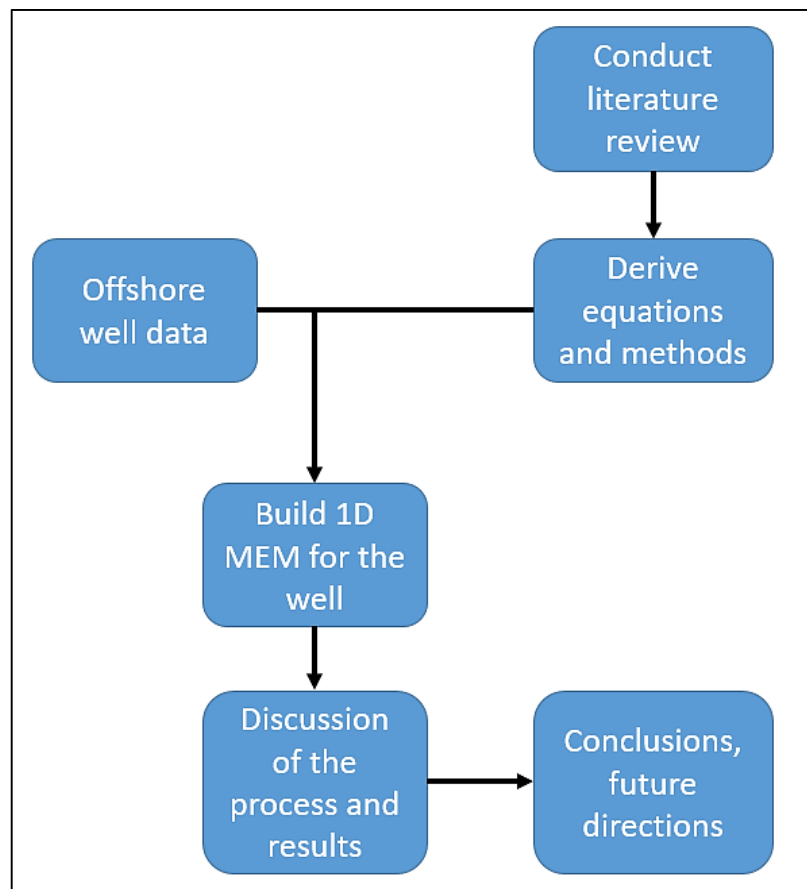 Conduct
literature
review
Offshore
well data
Derive
equations
and methods
Build 1D
MEM for the
well
Discussion
of the
process and
results
Conclusions,
future
directions